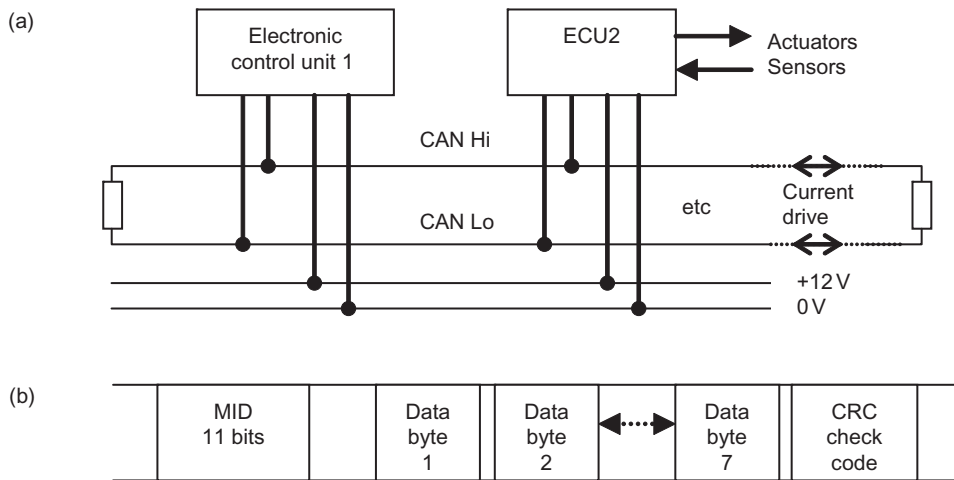 (a)
Electronic
control unit 1
ECU2
Actuators
Sensors
CAN Hi
CAN Lo
etc
Current
drive
+12 V
0 V
(b)
MID
11 bits
Data
byte
1
Data
byte
2
Data
byte
7
CRC
check
code